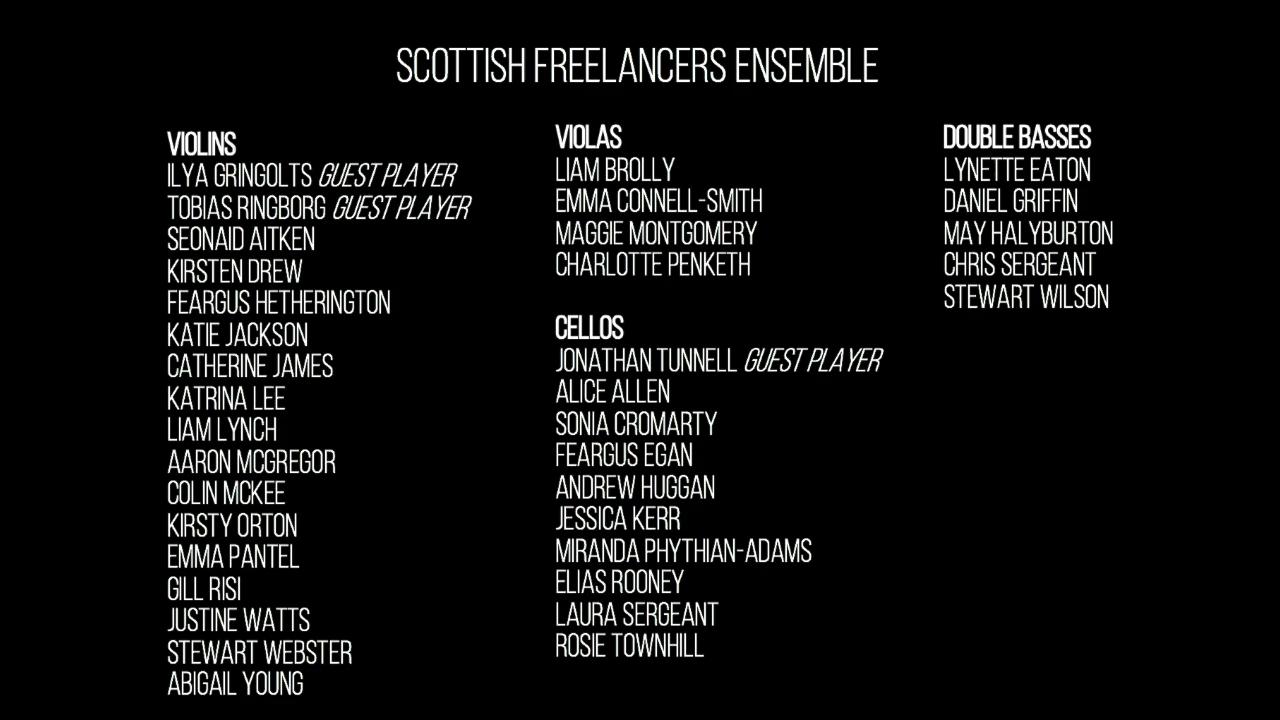 SCOTTISH FREELANCERS ENSEMBLE
VIOLINS
ILYA GRINGOLTS GUEST PLAYER
TOBIAS RINGBORG GUEST PLAYER
SEONAID AITKEN
KIRSTEN DREW
FEARGUS HETHERINGTON
KATIE JACKSON
CATHERINE JAMES
KATRINA LEE
LIAM LYNCH
AARON MCGREGOR
COLIN MCKEE
KIRSTY ORTON
EMMA PANTEL
GILL RISI
JUSTINE WATTS
STEWART WEBSTER
ABIGAIL YOUNG
VIOLAS
LIAM BROLLY
EMMA CONNELL-SMITH
MAGGIE MONTGOMERY
CHARLOTTE PENKETH
CELLOS
JONATHAN TUNNELL GUEST PLAYER
ALICE ALLEN
SONIA CROMARTY
FEARGUS EGAN
ANDREW HUGGAN
JESSICA KERR
MIRANDA PHYTHIAN-ADAMS
ELIAS ROONEY
LAURA SERGEANT
ROSIE TOWNHILL
DOUBLE BASSES
LYNETTE EATON
DANIEL GRIFFIN
MAY HALYBURTON
CHRIS SERGEANT
STEWART WILSON